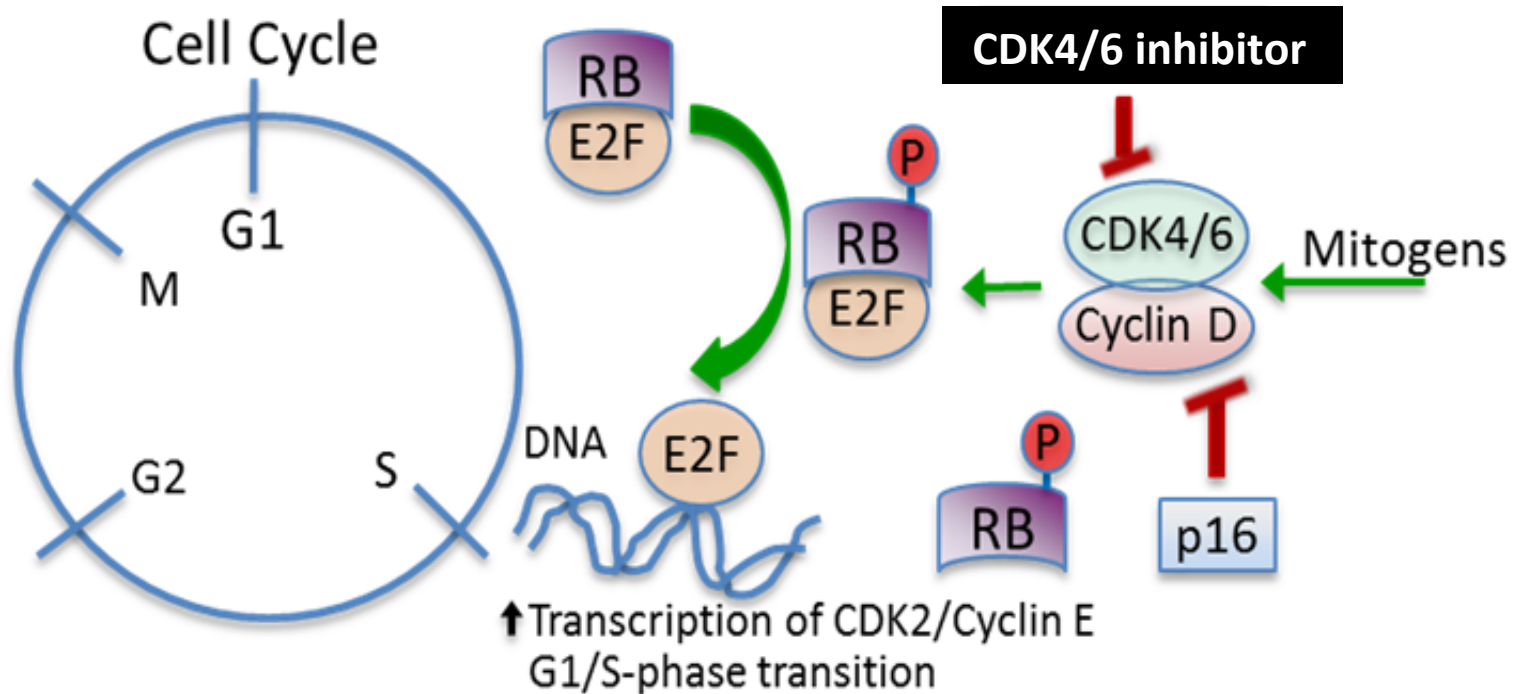 Cell Cycle
G1
M
G2
S
RB
E2F
P
RB
E2F
CDK4/6 inhibitor
CDK4/6
Cyclin D
Mitogens
DNA
E2F
P
RB
p16
⬆Transcription of CDK2/Cyclin E
G1/S-phase transition